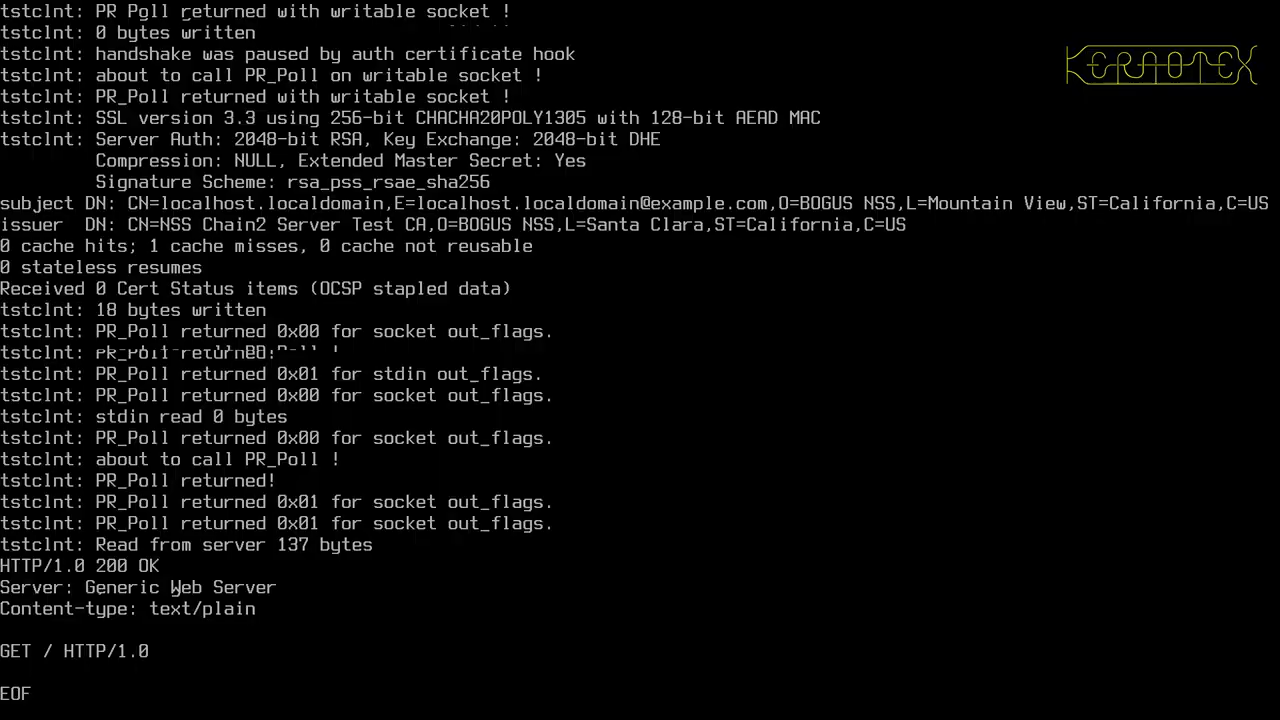 tstclnt: PR Poll returned with writable socket !
tstclnt: 0 bytes written
tstclnt: handshake was paused by auth certificate hook
tstclnt: about to call PR_Poll on writable socket !
tstclnt: PR_Poll returned with writable socket !
tstclnt: SSL version 3.3 using 256-bit CHACHA20POLY1305 with 128-bit AEAD MAC
tstclnt: Server Auth: 2048-bit RSA, Key Exchange: 2048-bit DHE
Compression: NULL, Extended Master Secret: Yes
Signature Scheme: rsa_pss_rsae_sha256
subject DN: CN=localhost.localdomain,E=localhost.localdomain@example.com,O=BOGUS NSS,L=Mountain View,ST=California,C=US
issuer  DN: CN=NSS Chain2 Server Test CA,O=BOGUS NSS,L=Santa Clara,ST=California,C=US
0 cache hits; 1 cache misses, 0 cache not reusable
0 stateless resumes
Received 0 Cert Status items (OCSP stapled data)
tstclnt: 18 bytes written
tstclnt: PR_Poll returned 0x00 for socket out_flags.
tstclnt: !
tstclnt: PR_Poll returned 0x01 for stdin out_flags.
tstclnt: PR_Poll returned 0x00 for socket out_flags.
tstclnt: stdin read 0 bytes
tstclnt: PR_Poll returned 0x00 for socket out_flags.
tstclnt: about to call PR_Poll !
tstclnt: PR_Poll returned!
tstclnt: PR_Poll returned 0x01 for socket out_flags.
tstclnt: PR_Poll returned 0x01 for socket out_flags.
tstclnt: Read from server 137 bytes
HTTP/1.0 200 OK
Server: Generic Web Server
Content-type: text/plain
GET / HTTP/1.0
EOF